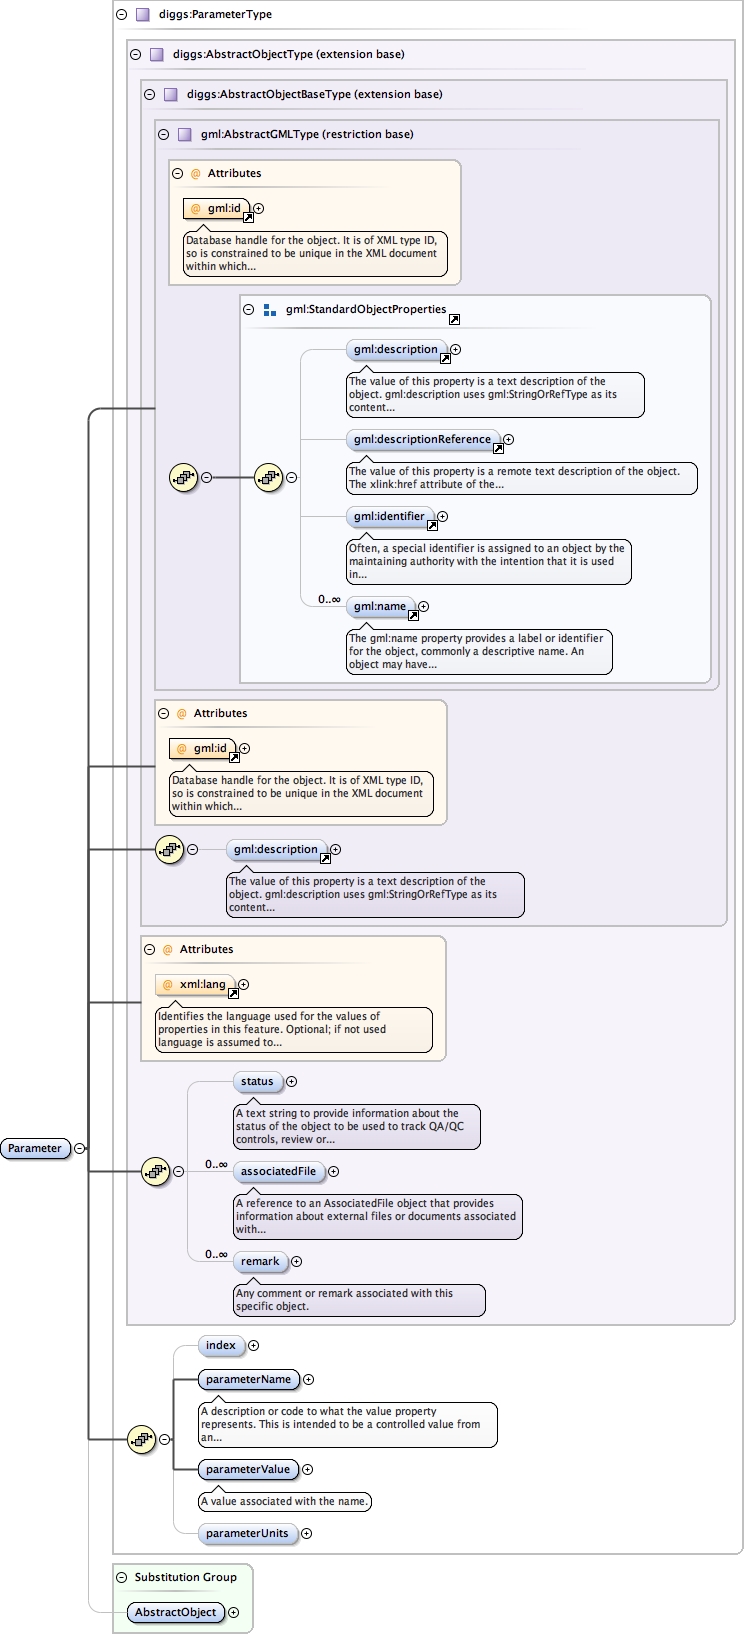 diggs:ParameterType
diggs:AbstractObjectType (extension base)
diggs:AbstractObjectBaseType (extension base)
gml:AbstractGMLType (restriction base)
@ Attributes
@ gml:id
Database handle for the object. It is of XML type ID,
so is constrained to be unique in the XML document
within which...
gml:StandardObjectProperties
gml:description
The value of this property is a text description of the
object. gml:description uses gml:StringOrRefType as its
content...
gml:descriptionReference
The value of this property is a remote text description of the object.
The xlink:href attribute of the...
gml:identifier
Often, a special identifier is assigned to an object by the
maintaining authority with the intention that it is used
in...
0..∞
gml:name
The gml:name property provides a label or identifier
for the object, commonly a descriptive name. An
object may have...
@ Attributes
@ gml:id
Database handle for the object. It is of XML type ID,
so is constrained to be unique in the XML document
within which...
gml:description
The value of this property is a text description of the
object. gml:description uses gml:StringOrRefType as its
content...
@ Attributes
@ xml:lang
Identifies the language used for the values of
properties in this feature. Optional; if not used
language is assumed to...
status
A text string to provide information about the
status of the object to be used to track QA/QC
controls, review or...
Parameter
0..∞
associatedFile
A reference to an AssociatedFile object that provides
information about external files or documents associated
with...
0..∞
remark
Any comment or remark associated with this
specific object.
index
parameterName
A description or code to what the value property
represents. This is intended to be a controlled value from
an...
parameterValue
A value associated with the name.
parameterUnits
Substitution Group
AbstractObject